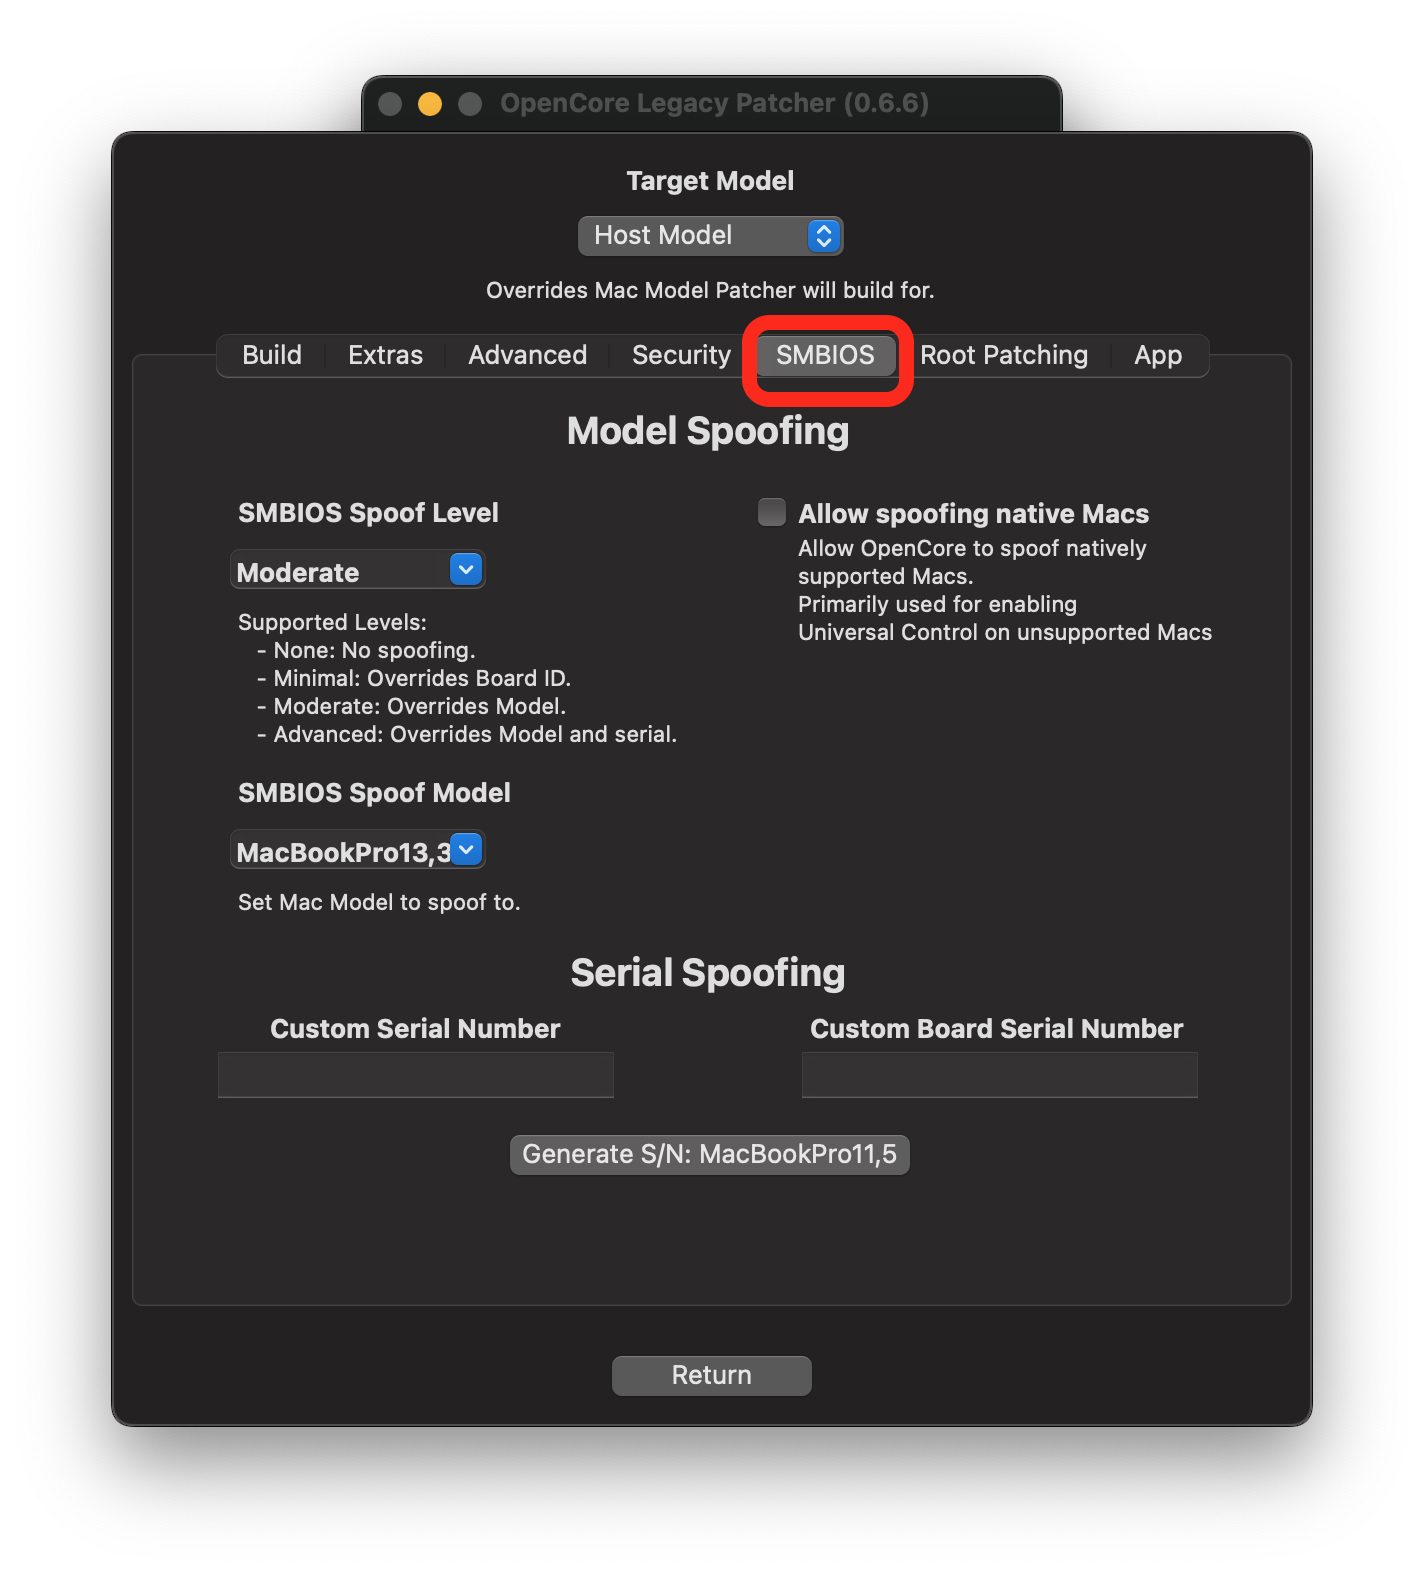 OpenCore Legacy Patcher (0.6.6)
Target Model
Host Model
Overrides Mac Model Patcher will build for.
Build Extras Advanced Security SMBIOS Root Patching App
Model Spoofing
SMBIOS Spoof Level
Moderate
Supported Levels:
- None: No spoofing.
- Minimal: Overrides Board ID.
- Moderate: Overrides Model.
- Advanced: Overrides Model and serial.
Allow spoofing native Macs
Allow OpenCore to spoof natively
supported Macs.
Primarily used for enabling
Universal Control on unsupported Macs
SMBIOS Spoof Model
MacBookPro13,3
Set Mac Model to spoof to.
Serial Spoofing
Custom Serial Number
Custom Board Serial Number
Generate S/N: MacBookPro11,5
Return